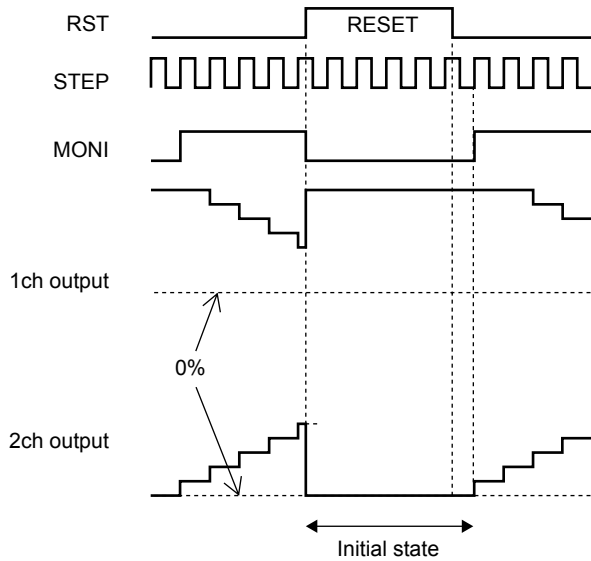 RST
RESET
STEP
MONI
1ch output
0%
2ch output
Initial state